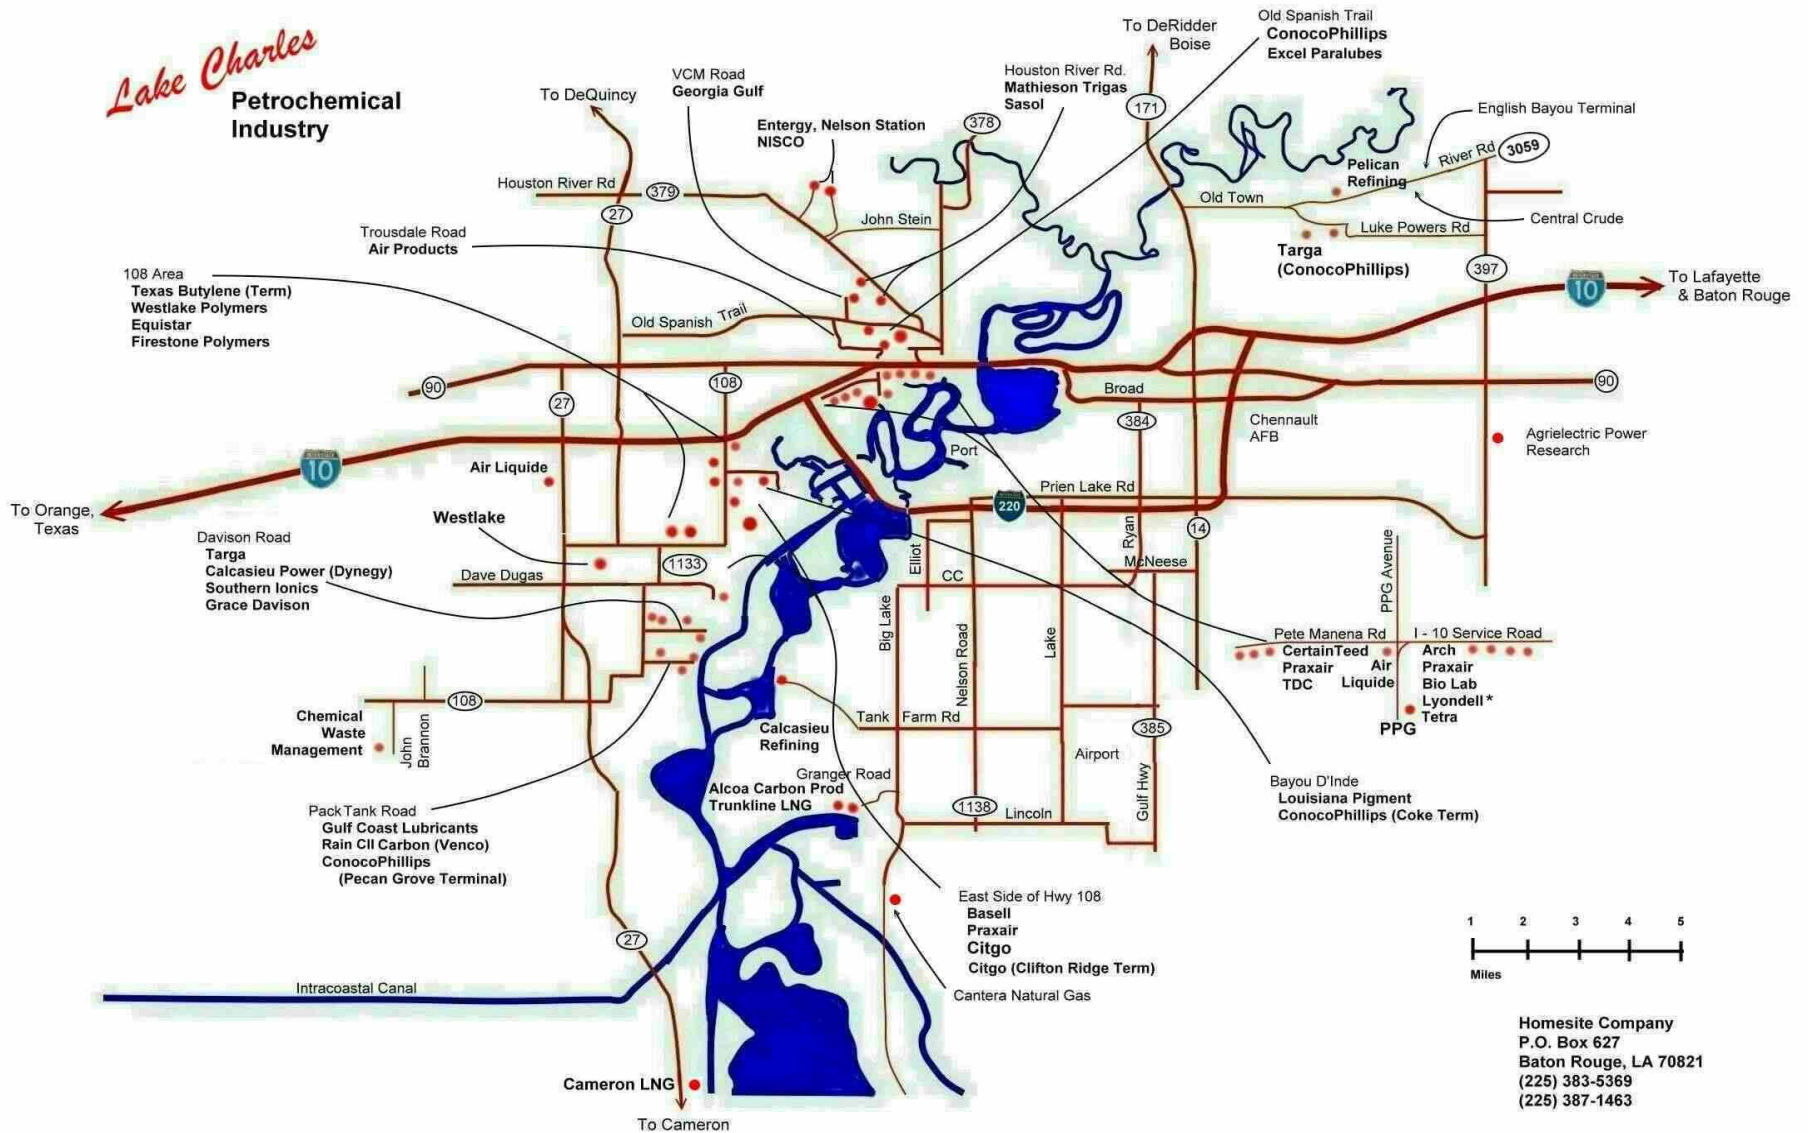 Lake Charles
Petrochemical
Industry
To DeQuincy
VCM Road
Georgia Gulf
Entergy, Nelson Station
NISCO
378
Houston River Rd.
Mathieson Trigas
Sasol
To DeRidder
Boise
171
Old Spanish Trail
ConocoPhillips
Excel Paralubes
English Bayou Terminal
River Rd
3059
Pelican
Refining
Old Town
Central Crude
Luke Powers Rd
Targa
(ConocoPhillips)
397
Houston River Rd
379
27
John Stein
Trousdale Road
Air Products
108 Area
Texas Butylene (Term)
Westlake Polymers
Equistar
Firestone Polymers
Old Spanish Trail
10
To Lafayette
& Baton Rouge
90
27
108
Broad
384
Chennault
AFB
90
Agrielectric Power
Research
Port
10
To Orange,
Texas
Air Liquide
Westlake
Prien Lake Rd
220
Ryan
14
McNeese
Elliot
CC
Davison Road
Targa
Calcasieu Power (Dynegy)
Southern Ionics
Grace Davison
1133
Dave Dugas
Big Lake
Nelson Road
Lake
PPG Avenue
Pete Manena Rd
I - 10 Service Road
CertainTeed
Praxair
TDC
Air
Liquide
Arch
Praxair
Bio Lab
Lyondell *
Tetra
PPG
108
Chemical
Waste
Management
John
Brannon
Calcasieu
Refining
Tank Farm Rd
385
Airport
Gulf Hwy
Granger Road
Alcoa Carbon Prod
Trunkline LNG
1138
Lincoln
Bayou D'Inde
Louisiana Pigment
ConocoPhillips (Coke Term)
Pack Tank Road
Gulf Coast Lubricants
Rain CII Carbon (Venco)
ConocoPhillips
(Pecan Grove Terminal)
East Side of Hwy 108
Basell
Praxair
Citgo
Citgo (Clifton Ridge Term)
Cantera Natural Gas
27
Intracoastal Canal
Cameron LNG
To Cameron
1 2 3 4 5
Miles
Homesite Company
P.O. Box 627
Baton Rouge, LA 70821
(225) 383-5369
(225) 387-1463